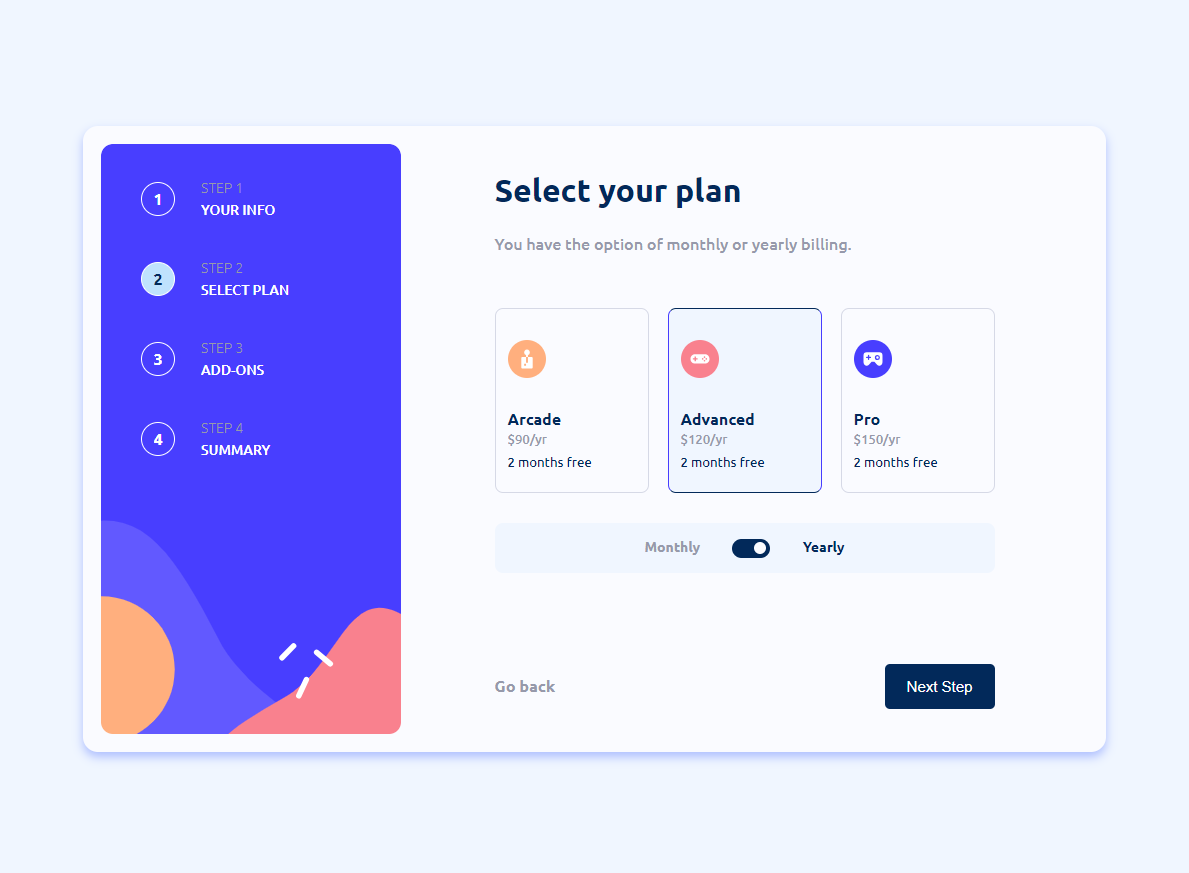 1
STEP 1
YOUR INFO
2
STEP 2
SELECT PLAN
3
STEP 3
ADD-ONS
4
STEP 4
SUMMARY
Select your plan
You have the option of monthly or yearly billing.
Arcade
$90/yr
2 months free
Advanced
$120/yr
2 months free
Pro
$150/yr
2 months free
Monthly
Yearly
Go back
Next Step